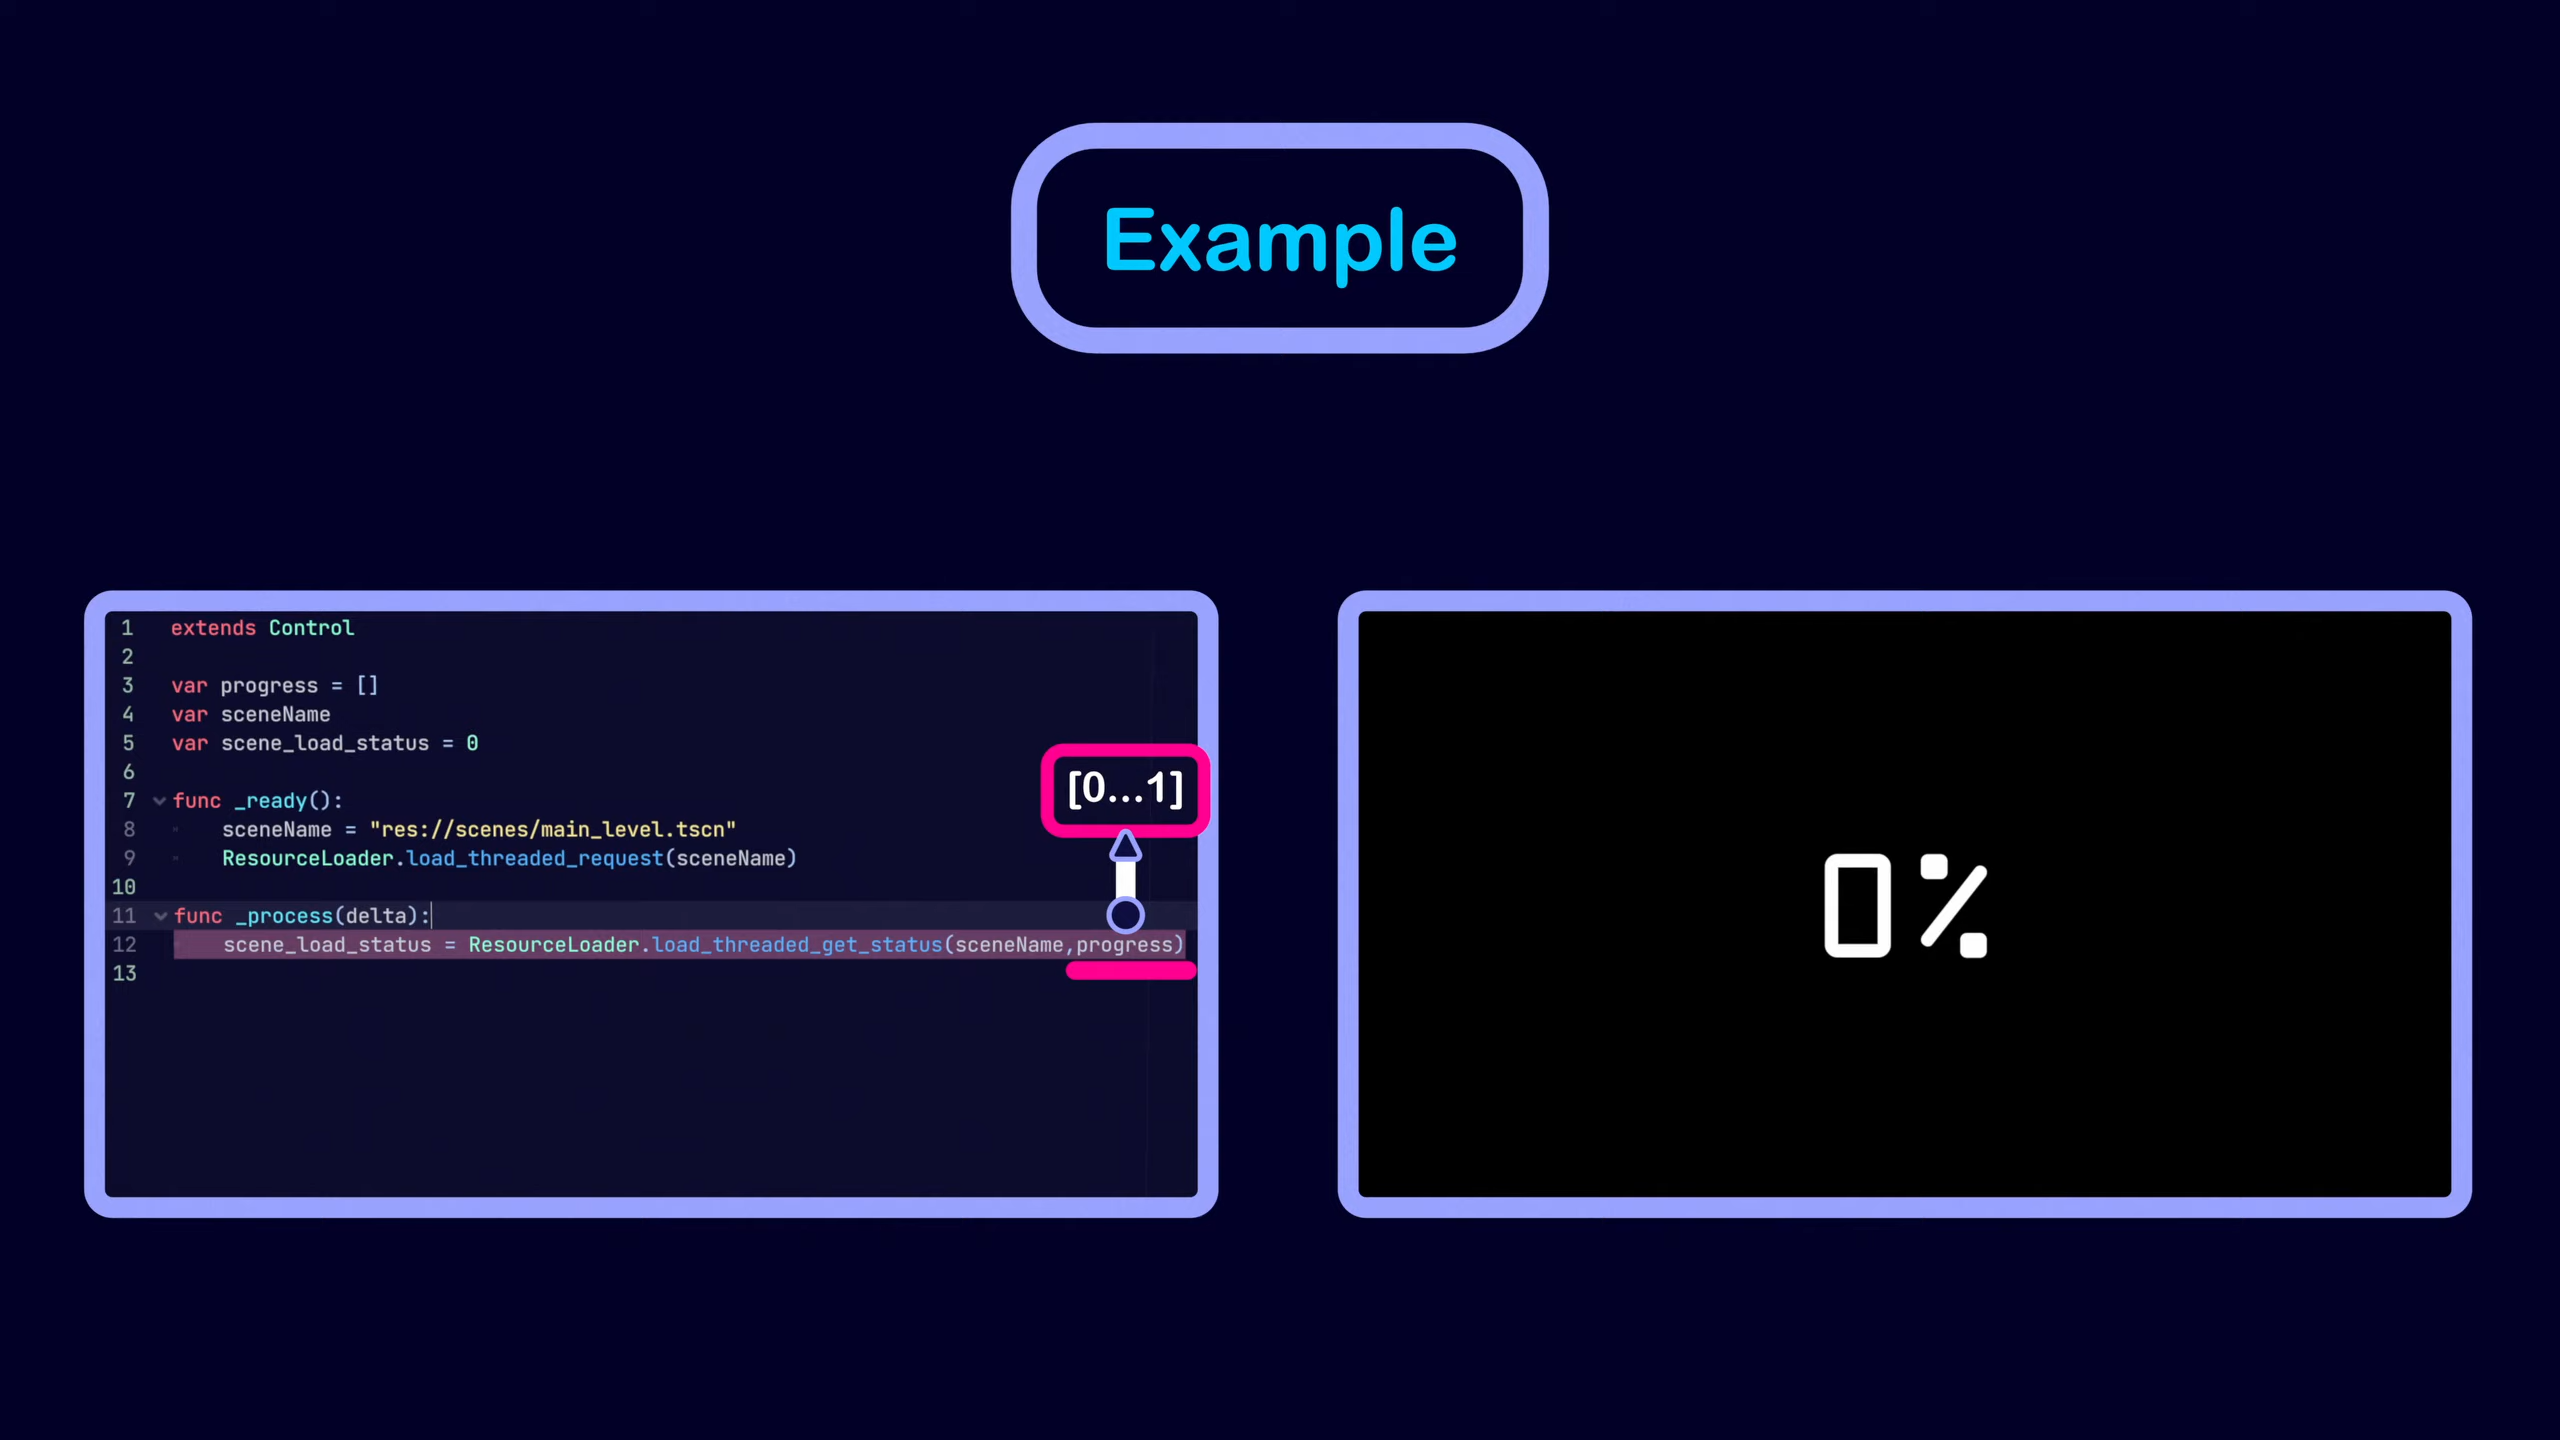 Example
1 extends Control
2
3 var progress = []
4 var sceneName
5 var scene_load_status = 0
6
7 func _ready():
8 sceneName = "res://scenes/main_level.tscn"
9 ResourceLoader.load_threaded_request(sceneName)
10
11 func _process(delta):
12 scene_load_status = ResourceLoader.load_threaded_get_status(sceneName,progress)
13
[0...1]
0%